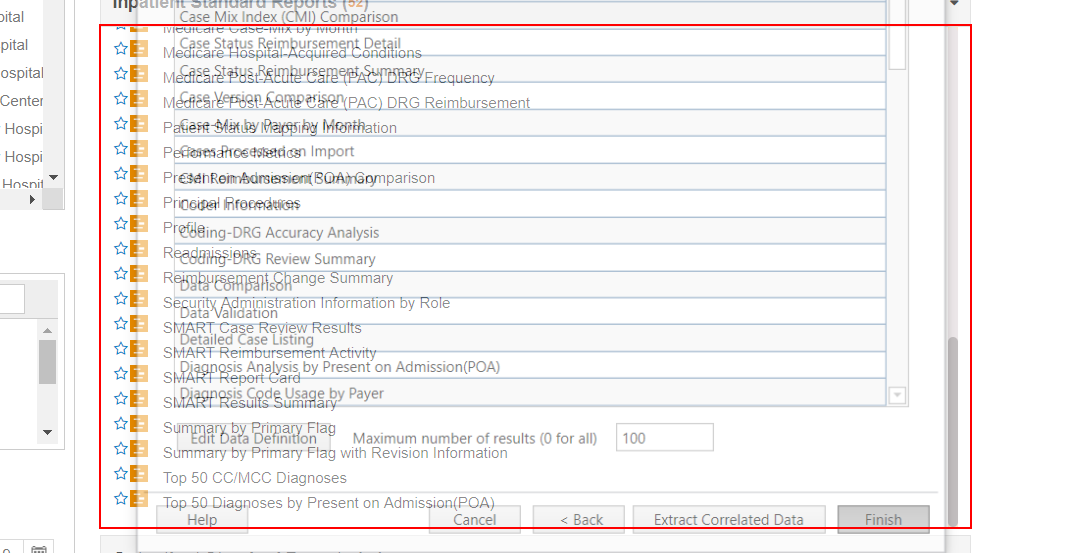 Inpatient Standard Reports (52)
Case Mix Index (CMI) Comparison
Medicare Case-Mix by Month
Case Status Reimbursement Detail
Medicare Hospital-Acquired Conditions
Case Status Reimbursement Summary
Medicare Post-Acute Care (PAC) DRG Frequency
Case Version Comparison
Medicare Post-Acute Care (PAC) DRG Reimbursement
Case-Mix by Payer by Month
Patient Status Mapping Information
Cases Processed on Import
Performance Metrics
CMI Reimbursement Summary
Present on Admission(POA) Comparison
Principal Procedures
Coder Information
Profile
Coding-DRG Accuracy Analysis
Readmissions
Coding-DRG Review Summary
Reimbursement Change Summary
Data Comparison
Security Administration Information by Role
Data Validation
SMART Case Review Results
Detailed Case Listing
SMART Reimbursement Activity
Diagnosis Analysis by Present on Admission(POA)
SMART Report Card
Diagnosis Code Usage by Payer
SMART Results Summary
Summary by Primary Flag
Edit Data Definition
Maximum number of results (0 for all)
100
Summary by Primary Flag with Revision Information
Top 50 CC/MCC Diagnoses
Top 50 Diagnoses by Present on Admission(POA)
Help
Cancel
< Back
Extract Correlated Data
Finish
pital
pital
ospital
Center
Hospi
Hospi
Hospit